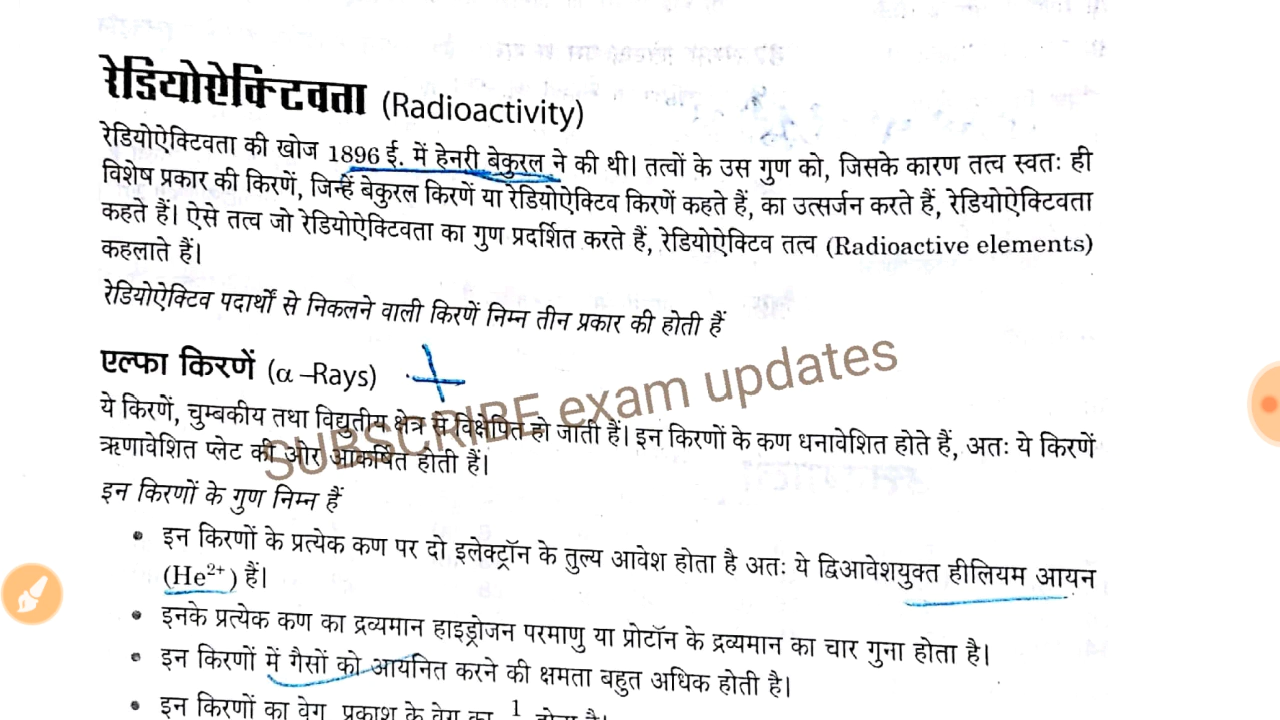 रेडियोऐक्टिवता (Radioactivity)
रेडियोऐक्टिवता की खोज 1896 ई. में हेनरी बेकुरल ने की थी। तत्वों के उस गुण को, जिसके कारण तत्व स्वतः ही
विशेष प्रकार की किरणें, जिन्हें बेकुरल किरणें या रेडियोऐक्टिव किरणें कहते हैं, का उत्सर्जन करते हैं, रेडियोऐक्टिवता
कहते हैं। ऐसे तत्व जो रेडियोऐक्टिवता का गुण प्रदर्शित करते हैं, रेडियोऐक्टिव तत्व (Radioactive elements)
कहलाते हैं।
रेडियोऐक्टिव पदार्थों से निकलने वाली किरणें निम्न तीन प्रकार की होती हैं
एल्फा किरणें (α–Rays) +
SUBSCRIBE exam updates
ये किरणें, चुम्बकीय तथा विद्युतीय क्षेत्र से विक्षेपित हो जाती हैं। इन किरणों के कण धनावेशित होते हैं, अतः ये किरणें
ऋणावेशित प्लेट की ओर आकर्षित होती हैं।
इन किरणों के गुण निम्न हैं
• इन किरणों के प्रत्येक कण पर दो इलेक्ट्रॉन के तुल्य आवेश होता है अतः ये द्विआवेशयुक्त हीलियम आयन
(He²⁺) हैं।
• इनके प्रत्येक कण का द्रव्यमान हाइड्रोजन परमाणु या प्रोटॉन के द्रव्यमान का चार गुना होता है।
• इन किरणों में गैसों को आयनित करने की क्षमता बहुत अधिक होती है।
• इन किरणों का वेग, प्रकाश के वेग का 1 होता है।